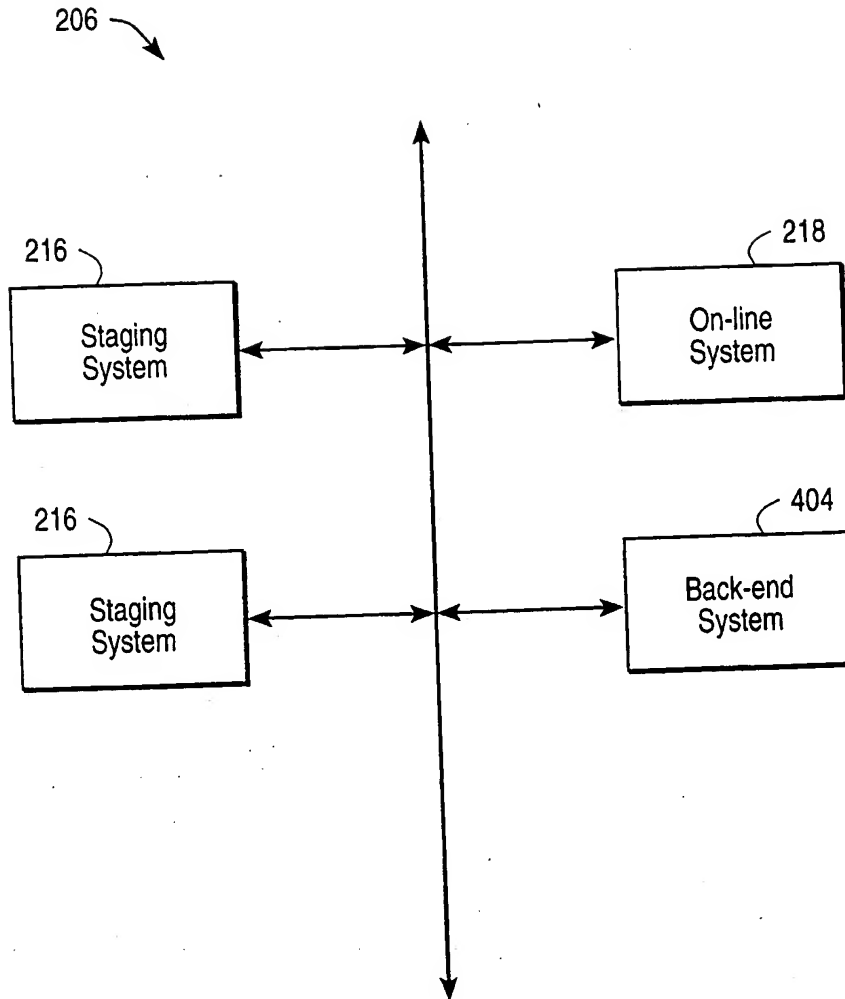 206
216
Staging
System
218
On-line
System
216
Staging
System
404
Back-end
System